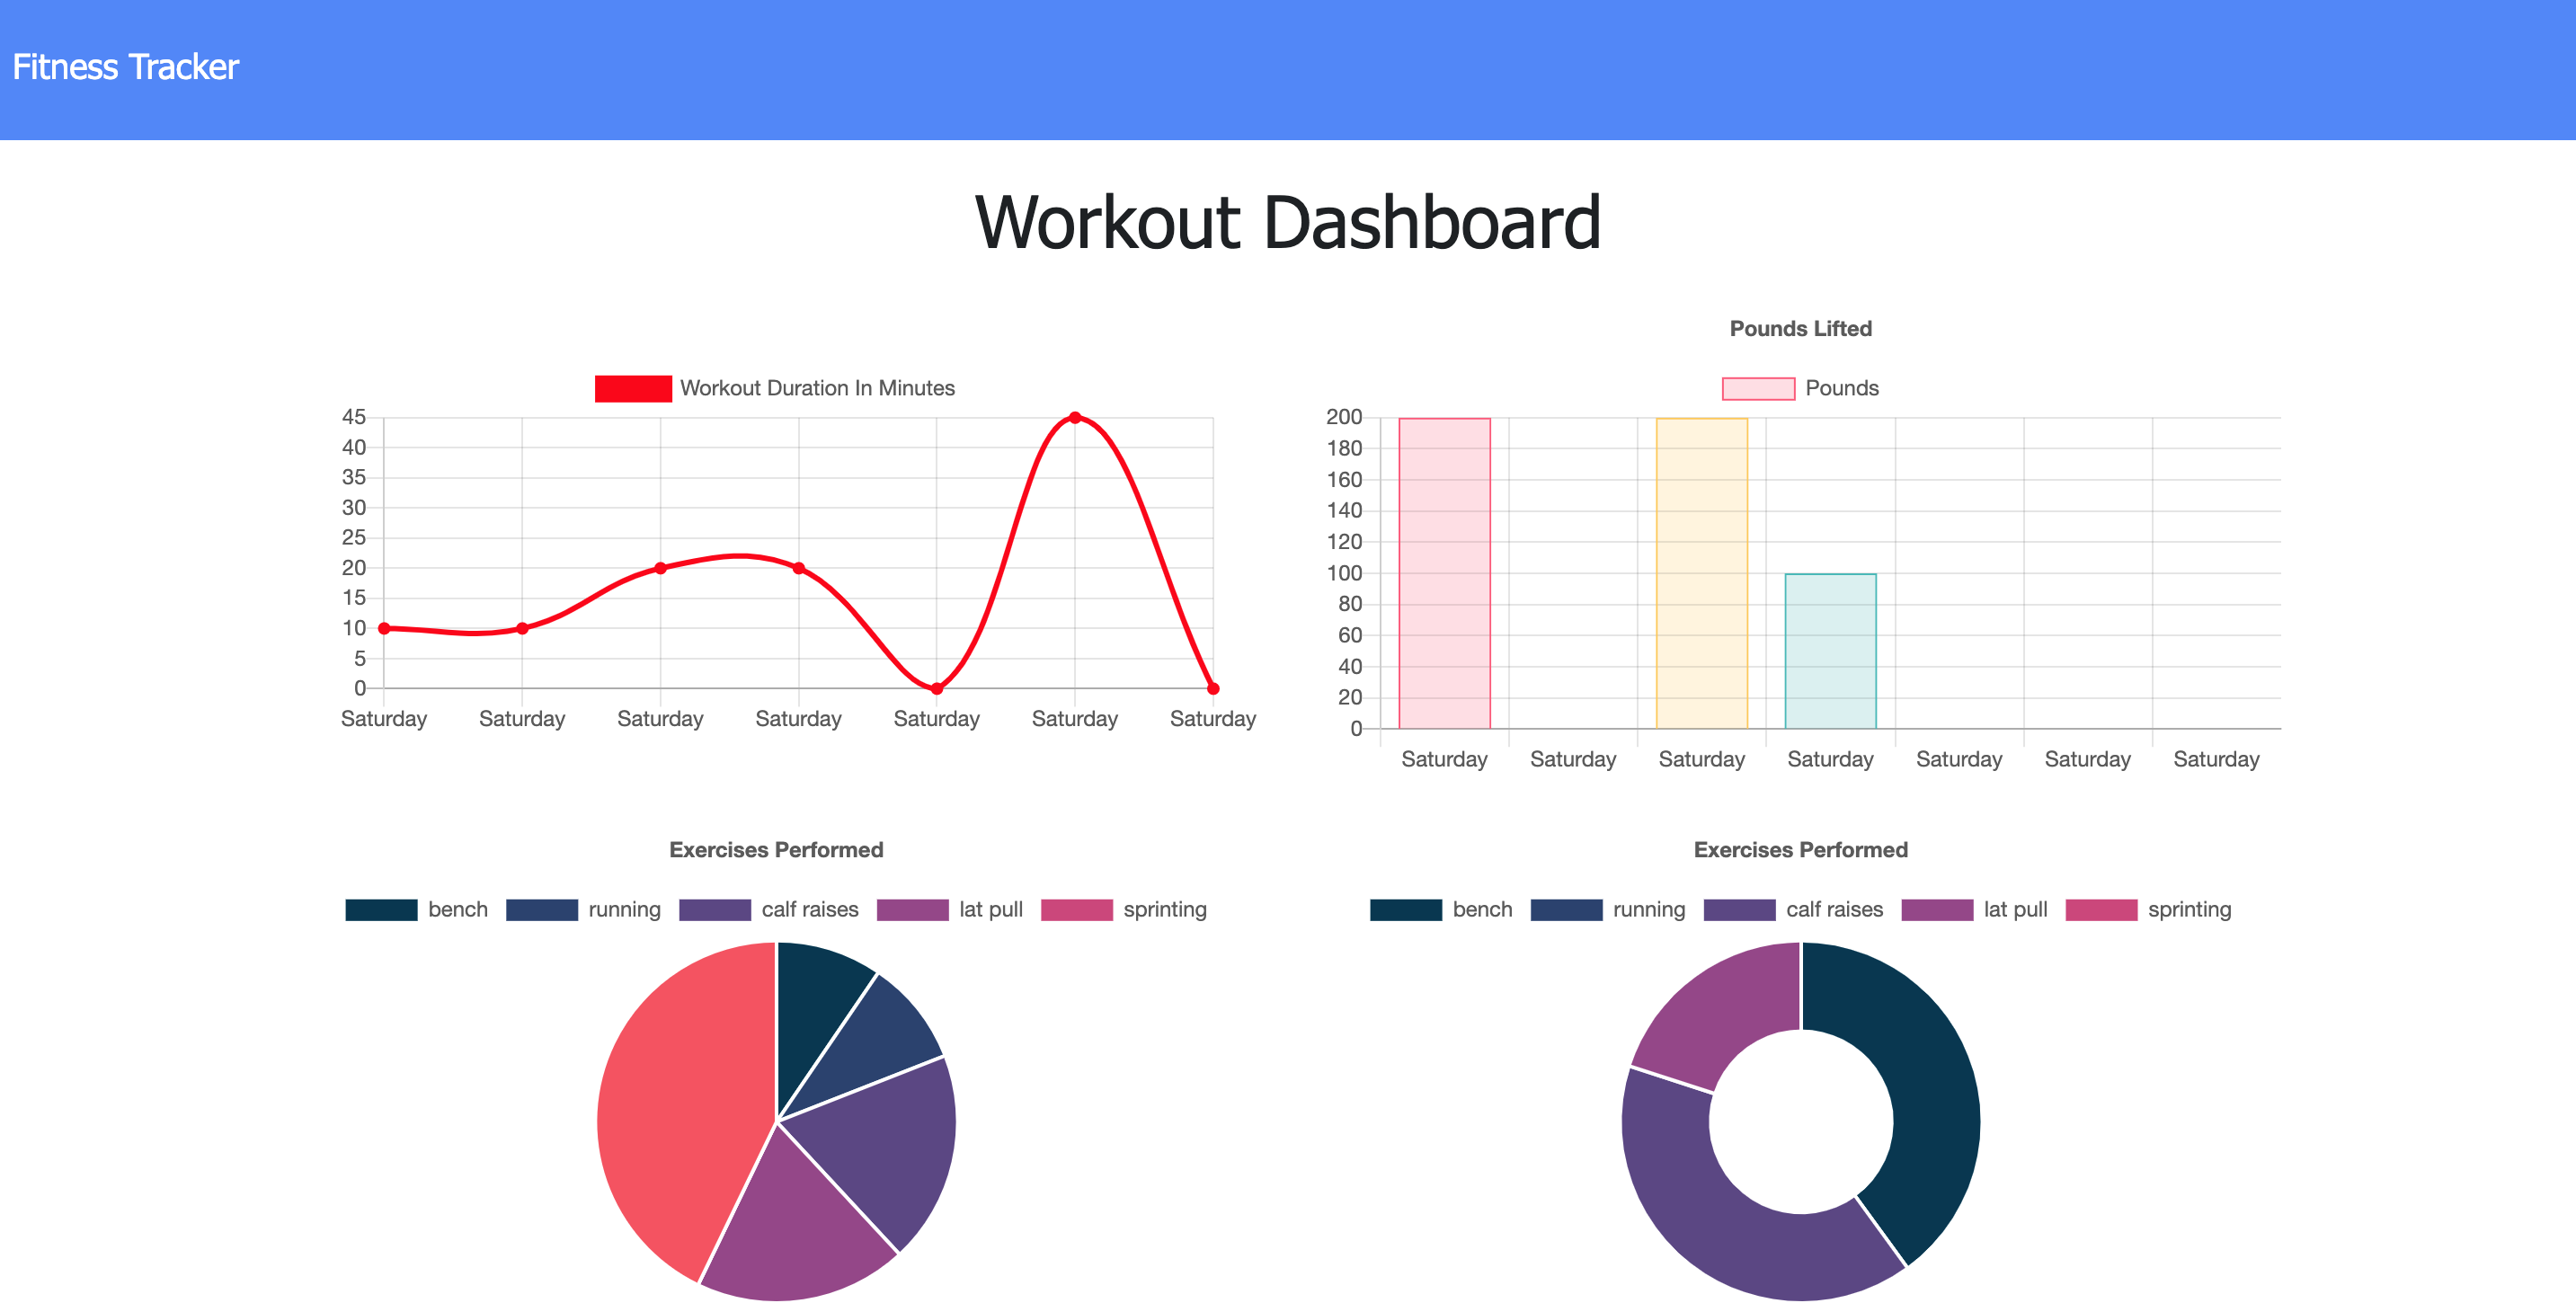 Fitness Tracker
Workout Dashboard
Workout Duration In Minutes
45
40
35
30
25
20
15
10
5
0
Saturday Saturday Saturday Saturday Saturday Saturday Saturday
Pounds Lifted
Pounds
200
180
160
140
120
100
80
60
40
20
0
Saturday Saturday Saturday Saturday Saturday Saturday Saturday
Exercises Performed
bench running calf raises lat pull sprinting
Exercises Performed
bench running calf raises lat pull sprinting